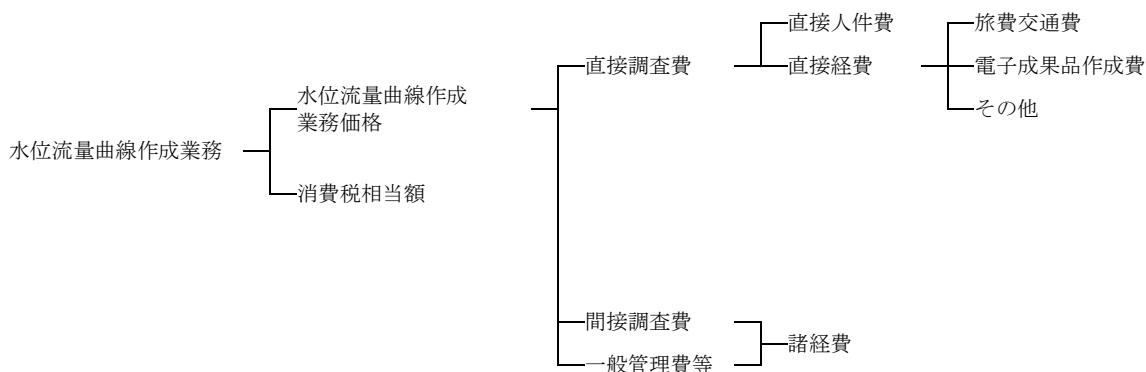 直接人件費
旅費交通費
直接調査費
直接経費
電子成果品作成費
水位流量曲線作成
業務価格
その他
水位流量曲線作成業務
消費税相当額
間接調査費
諸経費
一般管理費等